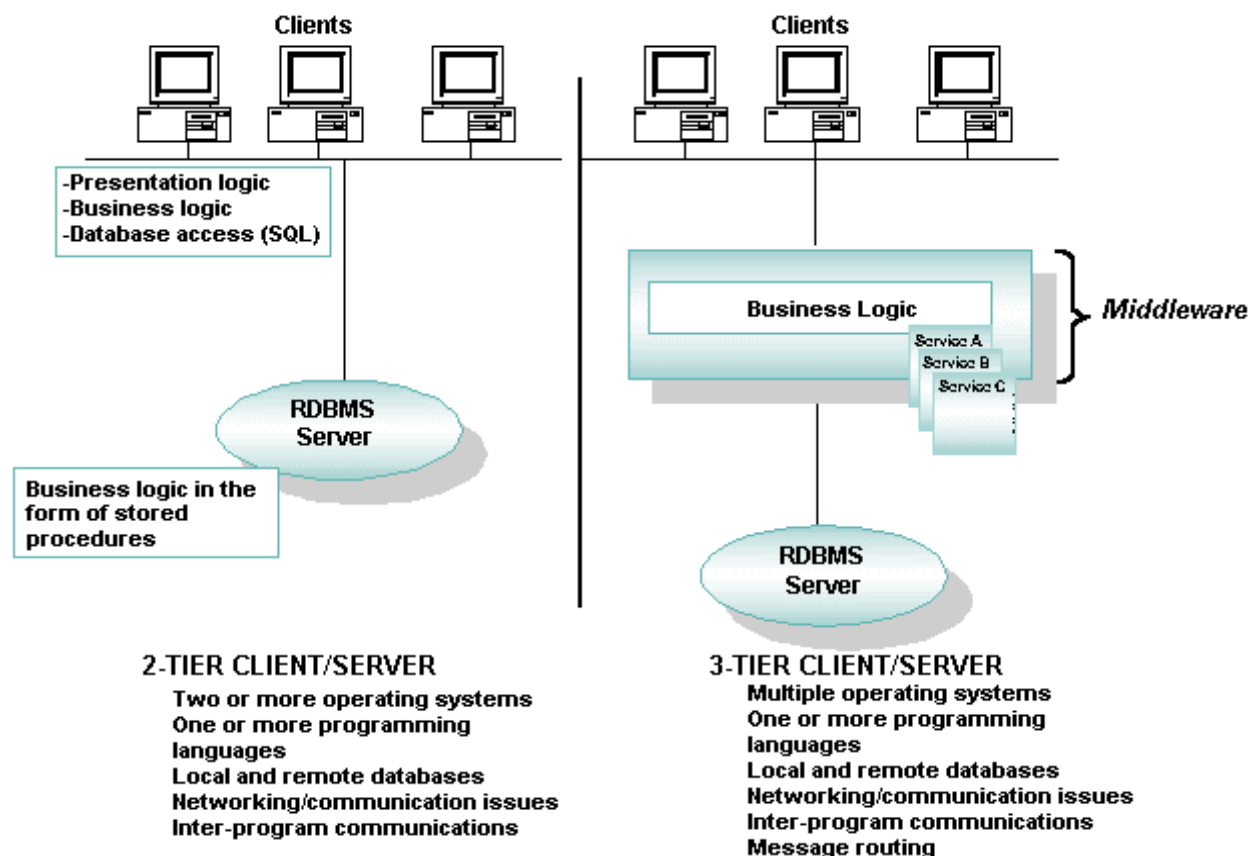 Clients
-Presentation logic
-Business logic
-Database access (SQL)
RDBMS
Server
Business logic in the
form of stored
procedures
2-TIER CLIENT/SERVER
Two or more operating systems
One or more programming
languages
Local and remote databases
Networking/communication issues
Inter-program communications
Clients
Business Logic
Service A
Service B
Service C
Middleware
RDBMS
Server
3-TIER CLIENT/SERVER
Multiple operating systems
One or more programming
languages
Local and remote databases
Networking/communication issues
Inter-program communications
Message routing